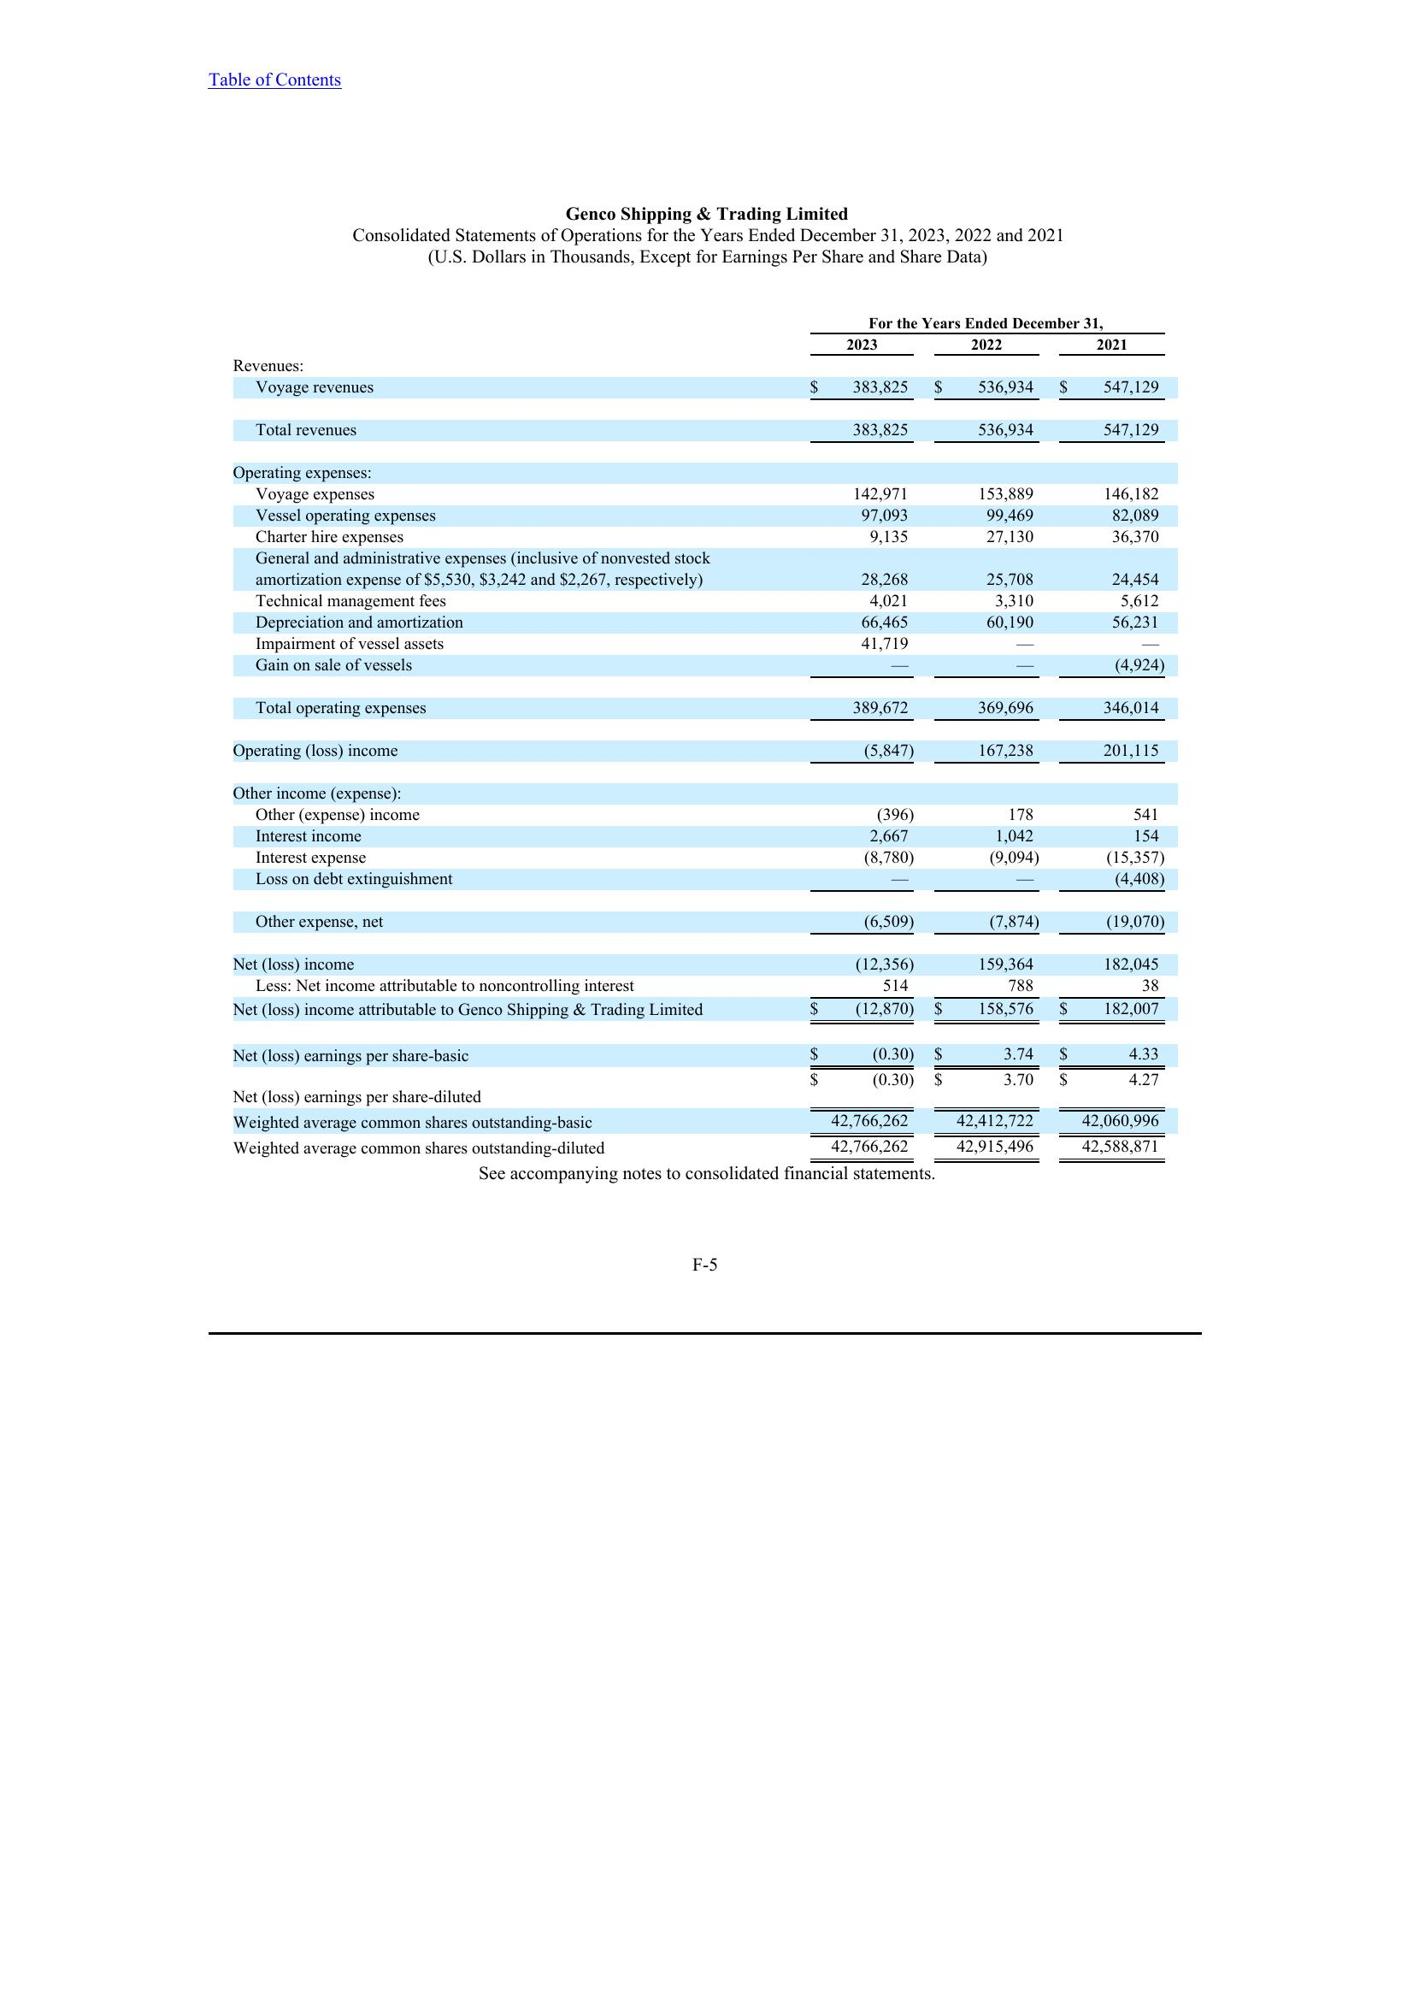 Table of Contents
Genco Shipping & Trading Limited
Consolidated Statements of Operations for the Years Ended December 31, 2023, 2022 and 2021
(U.S. Dollars in Thousands, Except for Earnings Per Share and Share Data)
For the Years Ended December 31,
2023 2022 2021
Revenues:
Voyage revenues $ 383,825 $ 536,934 $ 547,129
Total revenues 383,825 536,934 547,129
Operating expenses:
Voyage expenses 142,971 153,889 146,182
Vessel operating expenses 97,093 99,469 82,089
Charter hire expenses 9,135 27,130 36,370
General and administrative expenses (inclusive of nonvested stock
amortization expense of $5,530, $3,242 and $2,267, respectively) 28,268 25,708 24,454
Technical management fees 4,021 3,310 5,612
Depreciation and amortization 66,465 60,190 56,231
Impairment of vessel assets 41,719 — —
Gain on sale of vessels — — (4,924)
Total operating expenses 389,672 369,696 346,014
Operating (loss) income (5,847) 167,238 201,115
Other income (expense):
Other (expense) income (396) 178 541
Interest income 2,667 1,042 154
Interest expense (8,780) (9,094) (15,357)
Loss on debt extinguishment — — (4,408)
Other expense, net (6,509) (7,874) (19,070)
Net (loss) income (12,356) 159,364 182,045
Less: Net income attributable to noncontrolling interest 514 788 38
Net (loss) income attributable to Genco Shipping & Trading Limited $ (12,870) $ 158,576 $ 182,007
Net (loss) earnings per share-basic $ (0.30) $ 3.74 $ 4.33
$ (0.30) $ 3.70 $ 4.27
Net (loss) earnings per share-diluted
Weighted average common shares outstanding-basic 42,766,262 42,412,722 42,060,996
Weighted average common shares outstanding-diluted 42,766,262 42,915,496 42,588,871
See accompanying notes to consolidated financial statements.
F-5